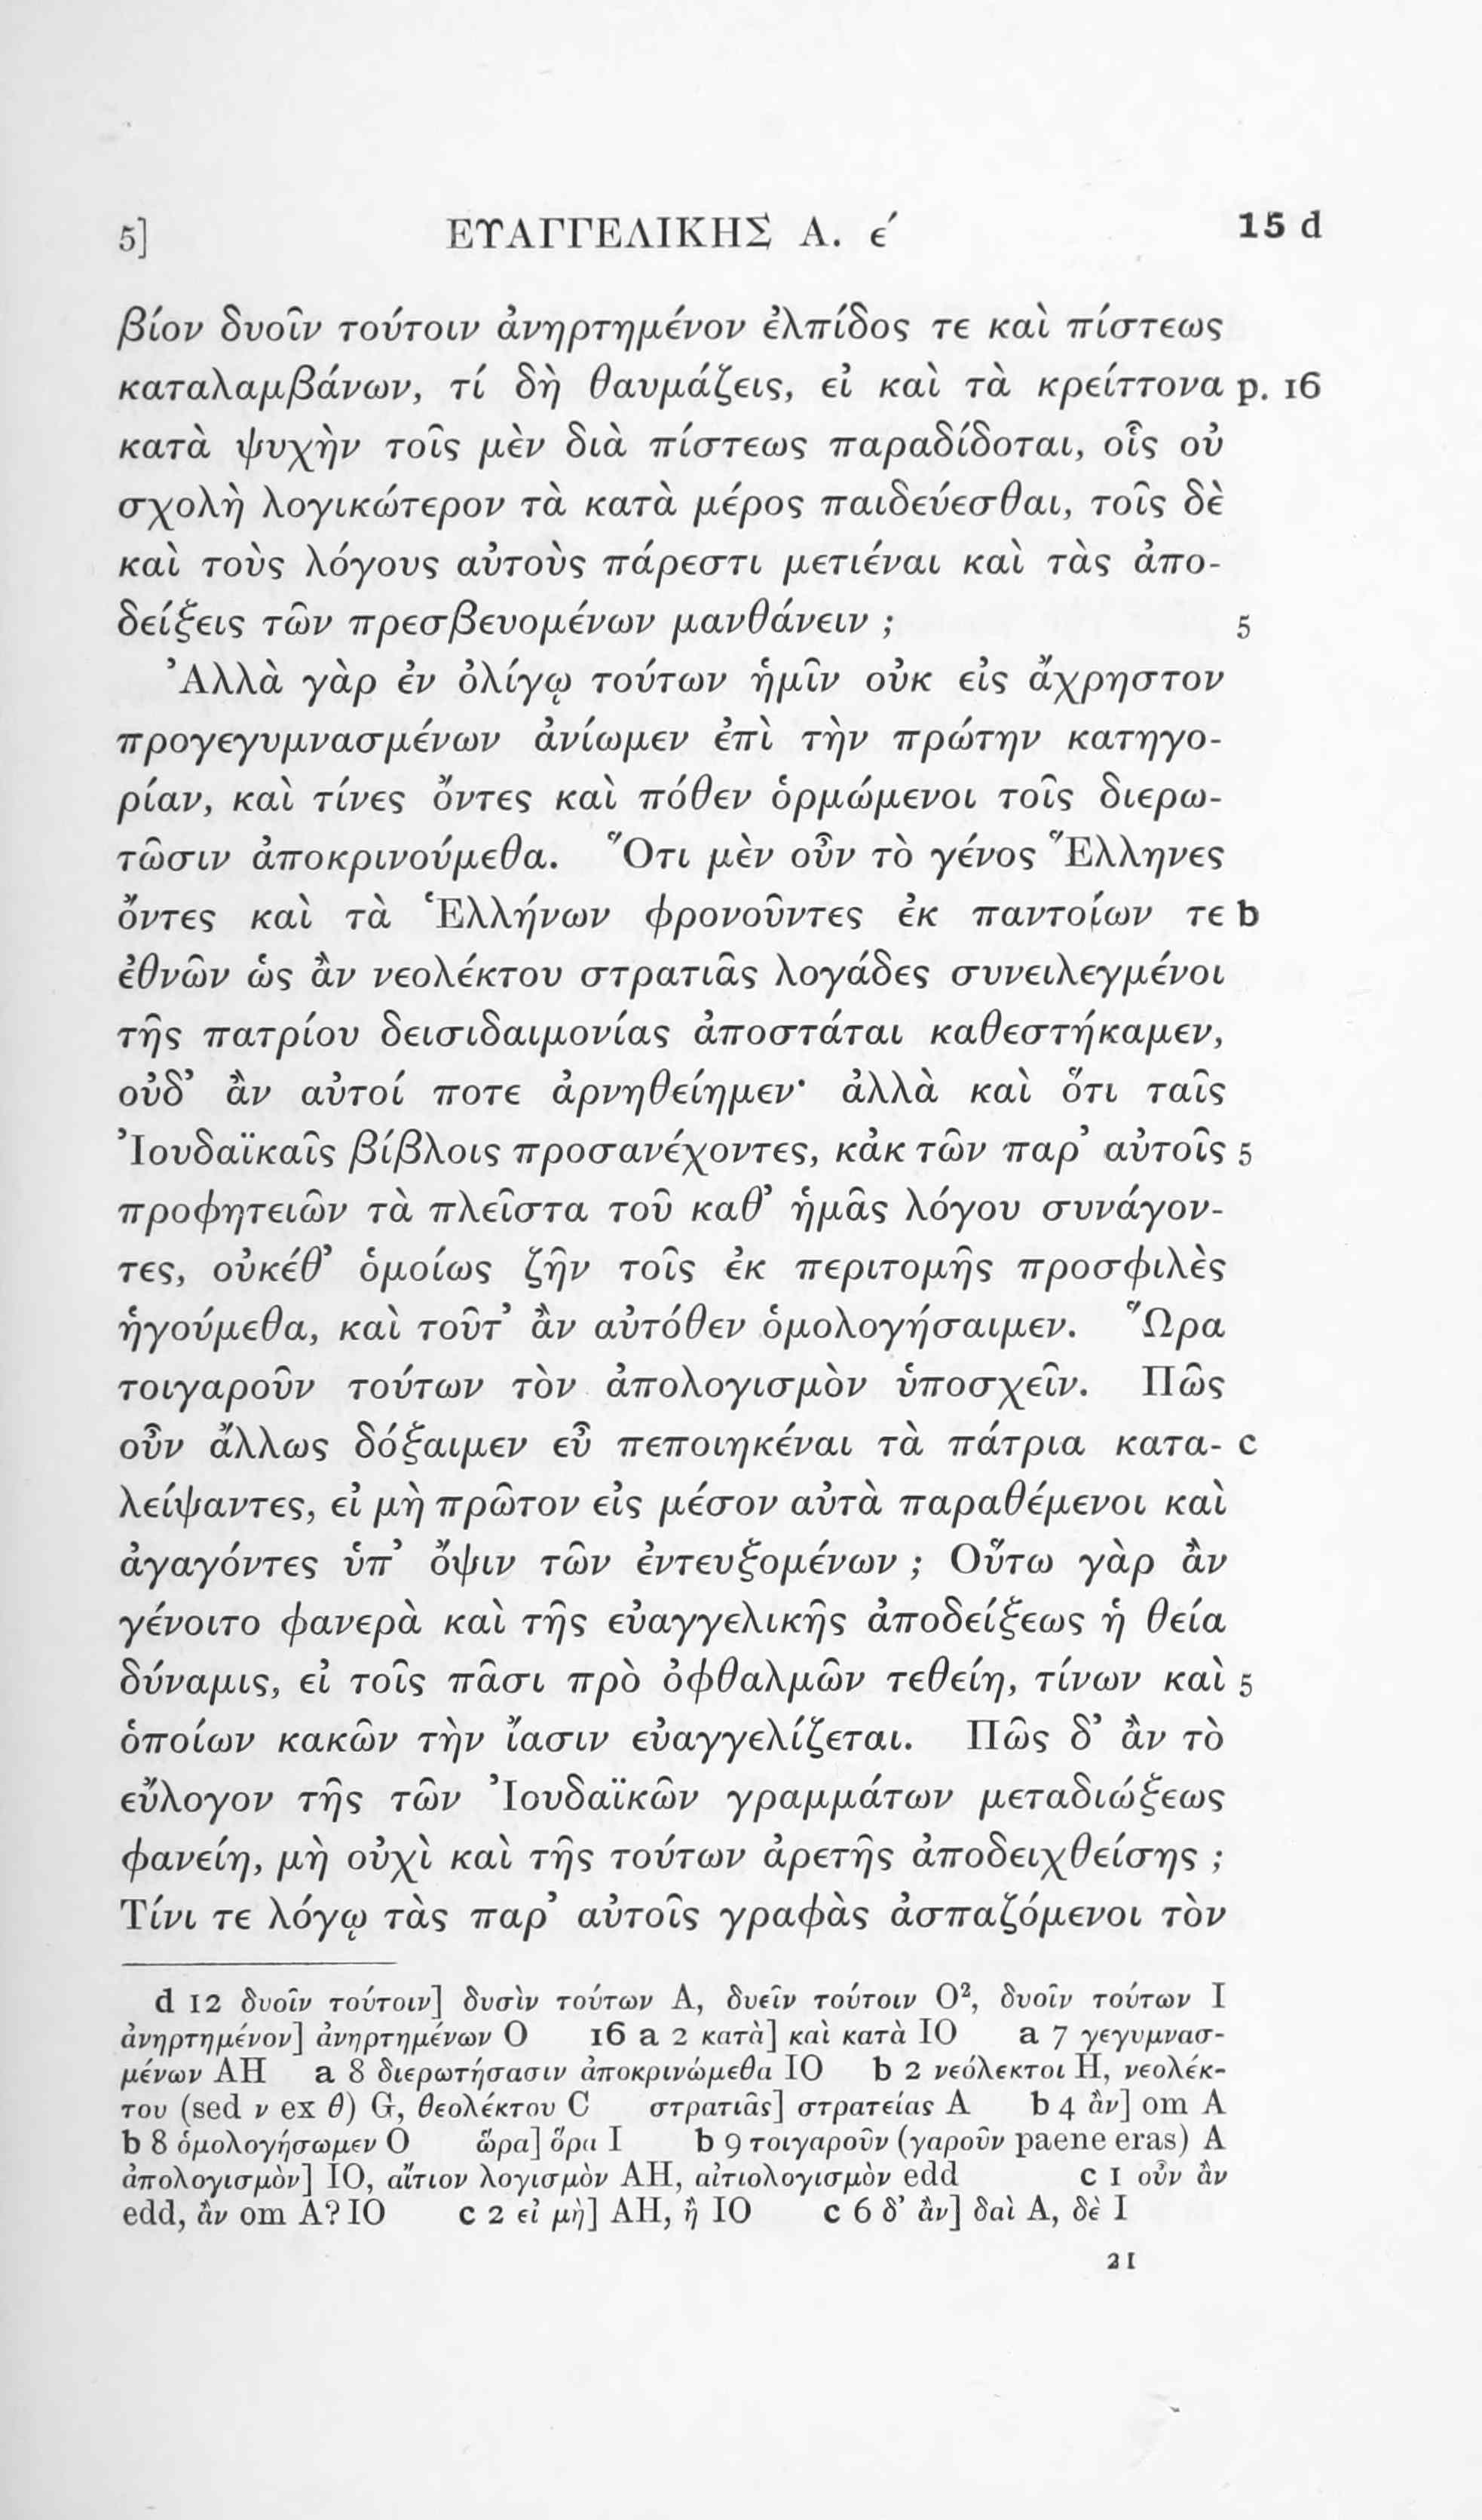 5] ΕΥΑΓΓΕΛΙΚΗΣ Α. ε´ 15 d
βίον δυοῖν τούτοιν ἀνηρτημένον ἐλπίδος τε καὶ πίστεως
καταλαμβάνων, τί δὴ θαυμάζεις, εἰ καὶ τὰ κρείττονα p. 16
κατὰ ψυχὴν τοῖς μὲν διὰ πίστεως παραδίδοται, οἷς οὐ
σχολὴ λογικώτερον τὰ κατὰ μέρος παιδεύεσθαι, τοῖς δὲ
καὶ τοὺς λόγους αὐτοὺς πάρεστι μετιέναι καὶ τὰς ἀπο-
δείξεις τῶν πρεσβευομένων μανθάνειν ; 5
Ἀλλὰ γὰρ ἐν ὀλίγῳ τούτων ἡμῖν οὐκ εἰς ἄχρηστον
προγεγυμνασμένων ἀνίωμεν ἐπὶ τὴν πρώτην κατηγο-
ρίαν, καὶ τίνες ὄντες καὶ πόθεν ὁρμώμενοι τοῖς διερω-
τῶσιν ἀποκρινούμεθα. Ὅτι μὲν οὖν τὸ γένος Ἕλληνες
ὄντες καὶ τὰ Ἑλλήνων φρονοῦντες ἐκ παντοίων τε b
ἐθνῶν ὡς ἂν νεολέκτου στρατιᾶς λογάδες συνειλεγμένοι
τῆς πατρίου δεισιδαιμονίας ἀποστάται καθεστήκαμεν,
οὐδ’ ἂν αὐτοί ποτε ἀρνηθείημεν· ἀλλὰ καὶ ὅτι ταῖς
Ἰουδαϊκαῖς βίβλοις προσανέχοντες, κἀκ τῶν παρ’ αὐτοῖς 5
προφητειῶν τὰ πλεῖστα τοῦ καθ’ ἡμᾶς λόγου συνάγον-
τες, οὐκέθ’ ὁμοίως ζῆν τοῖς ἐκ περιτομῆς προσφιλὲς
ἡγούμεθα, καὶ τοῦτ’ ἂν αὐτόθεν ὁμολογήσαιμεν. Ὥρα
τοιγαροῦν τούτων τὸν ἀπολογισμὸν ὑποσχεῖν. Πῶς
οὖν ἄλλως δόξαιμεν εὖ πεποιηκέναι τὰ πάτρια κατα- c
λείψαντες, εἰ μὴ πρῶτον εἰς μέσον αὐτὰ παραθέμενοι καὶ
ἀγαγόντες ὑπ’ ὄψιν τῶν ἐντευξομένων ; Οὕτω γὰρ ἂν
γένοιτο φανερὰ καὶ τῆς εὐαγγελικῆς ἀποδείξεως ἡ θεία
δύναμις, εἰ τοῖς πᾶσι πρὸ ὀφθαλμῶν τεθείη, τίνων καὶ 5
ὁποίων κακῶν τὴν ἴασιν εὐαγγελίζεται. Πῶς δ’ ἂν τὸ
εὔλογον τῆς τῶν Ἰουδαϊκῶν γραμμάτων μεταδιώξεως
φανείη, μὴ οὐχὶ καὶ τῆς τούτων ἀρετῆς ἀποδειχθείσης ;
Τίνι τε λόγῳ τὰς παρ’ αὐτοῖς γραφὰς ἀσπαζόμενοι τὸν
d 12 δυοῖν τούτοιν] δυσὶν τούτων A, δυεῖν τούτοιν O², δυοῖν τούτων I
ἀνηρτημένον] ἀνηρτημένων O 16 a 2 κατὰ] καὶ κατὰ IO a 7 γεγυμνασ-
μένων AH a 8 διερωτήσασιν ἀποκρινώμεθα IO b 2 νεόλεκτοι H, νεολέκ-
του (sed ν ex θ) G, θεολέκτου C στρατιᾶς] στρατείας A b 4 ἂν] om A
b 8 ὁμολογήσωμεν O ὥρα] ὅρα I b 9 τοιγαροῦν (γαροῦν paene eras) A
ἀπολογισμὸν] IO, αἴτιον λογισμὸν AH, αἰτιολογισμὸν edd c 1 οὖν ἂν
edd, ἂν om A? IO c 2 εἰ μὴ] AH, ἢ IO c 6 δ’ ἂν] δαὶ A, δὲ I
21